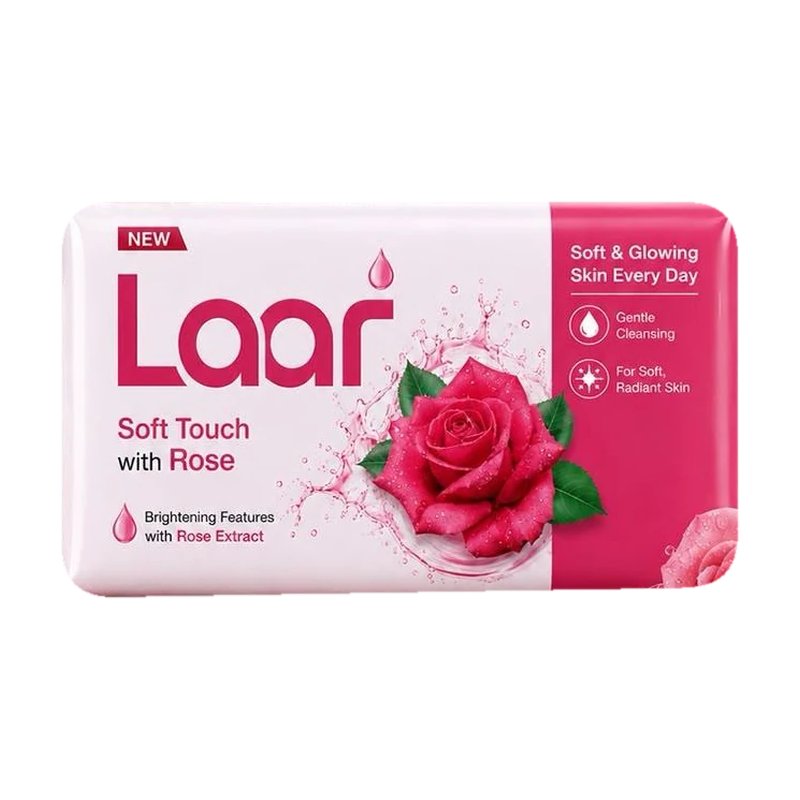 NEW
Laar
Soft Touch
with Rose
Brightening Features
with Rose Extract
Soft & Glowing
Skin Every Day
Gentle
Cleansing
For Soft,
Radiant Skin